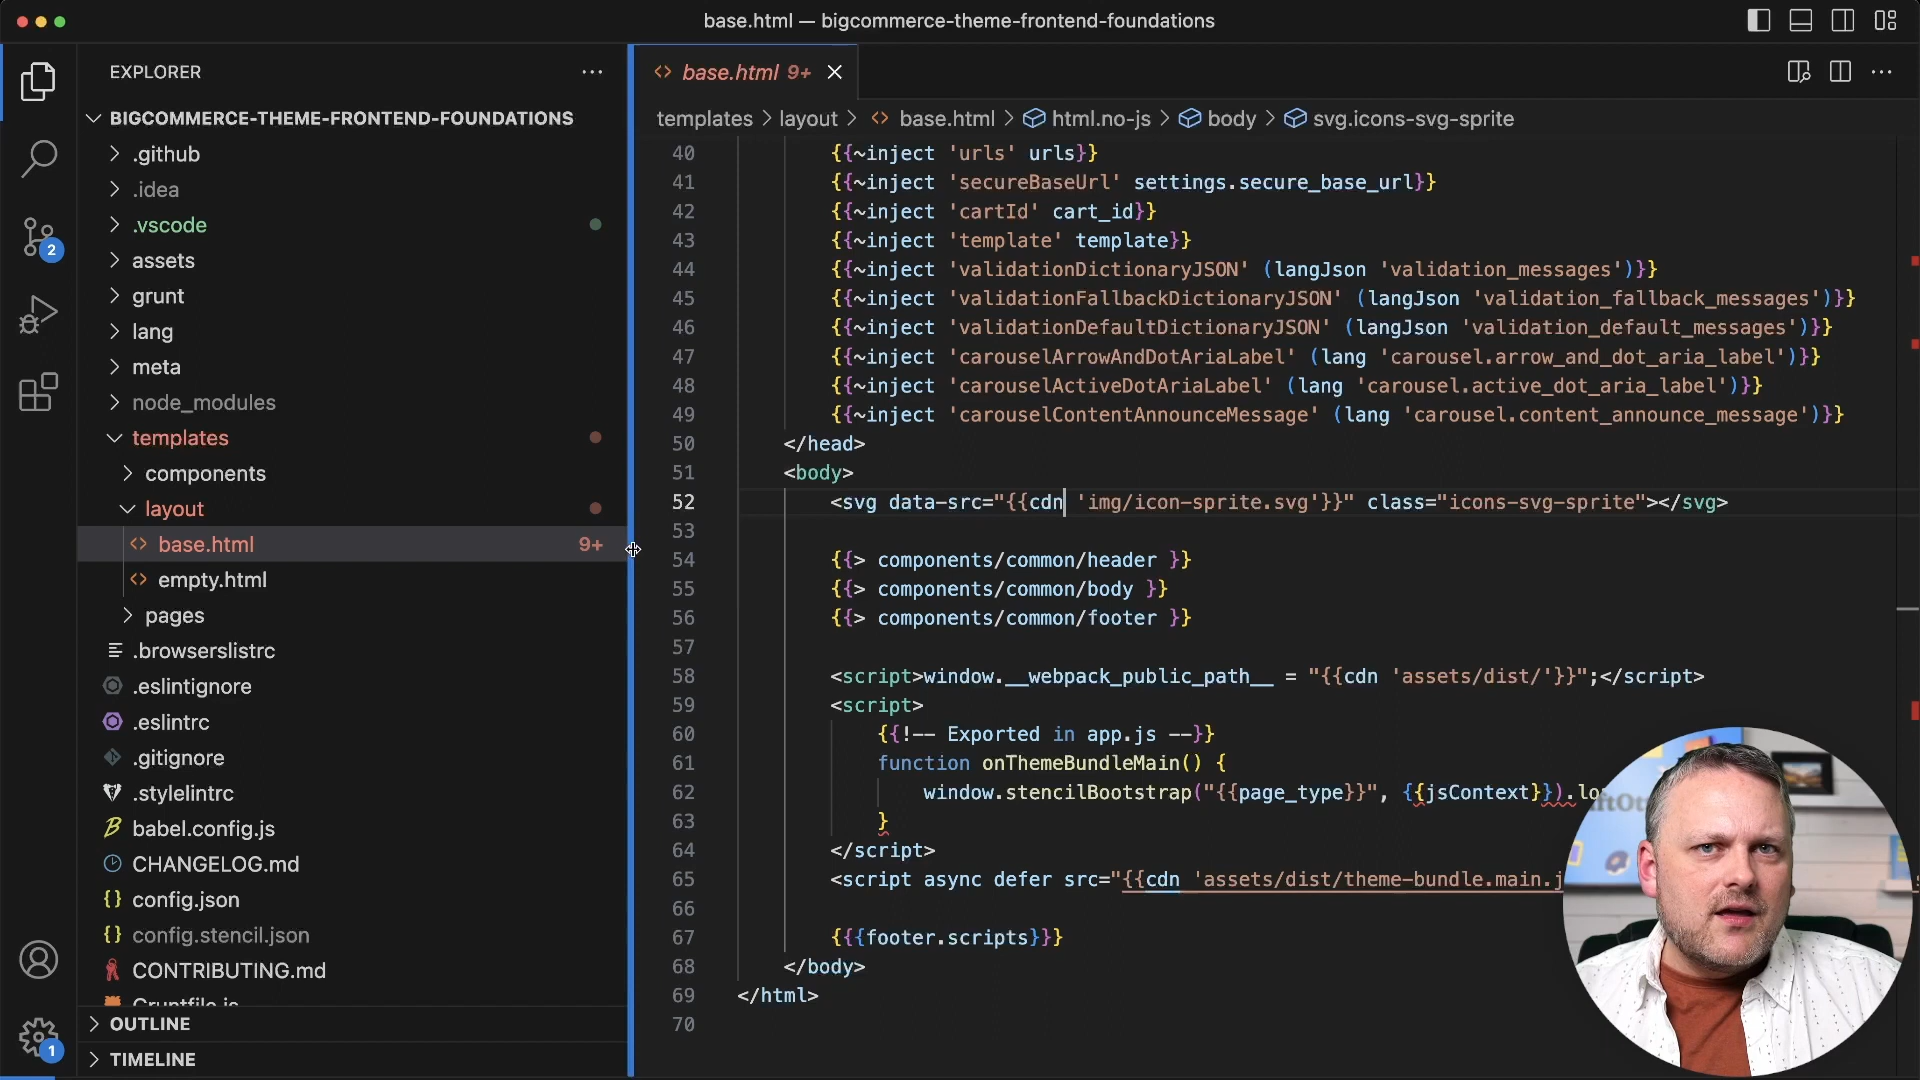 base.html — bigcommerce-theme-frontend-foundations
EXPLORER
BIGCOMMERCE-THEME-FRONTEND-FOUNDATIONS
.github
.idea
.vscode
assets
grunt
lang
meta
node_modules
templates
components
layout
base.html 9+
empty.html
pages
.browserslistrc
.eslintignore
.eslintrc
.gitignore
.stylelintrc
babel.config.js
CHANGELOG.md
config.json
config.stencil.json
CONTRIBUTING.md
Gruntfile.js
OUTLINE
TIMELINE
2
1
base.html 9+
templates > layout > base.html > html.no-js > body > svg.icons-svg-sprite
40 {{~inject 'urls' urls}}
41 {{~inject 'secureBaseUrl' settings.secure_base_url}}
42 {{~inject 'cartId' cart_id}}
43 {{~inject 'template' template}}
44 {{~inject 'validationDictionaryJSON' (langJson 'validation_messages')}}
45 {{~inject 'validationFallbackDictionaryJSON' (langJson 'validation_fallback_messages')}}
46 {{~inject 'validationDefaultDictionaryJSON' (langJson 'validation_default_messages')}}
47 {{~inject 'carouselArrowAndDotAriaLabel' (lang 'carousel.arrow_and_dot_aria_label')}}
48 {{~inject 'carouselActiveDotAriaLabel' (lang 'carousel.active_dot_aria_label')}}
49 {{~inject 'carouselContentAnnounceMessage' (lang 'carousel.content_announce_message')}}
50 </head>
51 <body>
52 <svg data-src="{{cdn 'img/icon-sprite.svg'}}" class="icons-svg-sprite"></svg>
53
54 {{> components/common/header }}
55 {{> components/common/body }}
56 {{> components/common/footer }}
57
58 <script>window.__webpack_public_path__ = "{{cdn 'assets/dist/'}}";</script>
59 <script>
60 {{!-- Exported in app.js --}}
61 function onThemeBundleMain() {
62 window.stencilBootstrap("{{page_type}}", {{jsContext}}).lo
63 }
64 </script>
65 <script async defer src="{{cdn 'assets/dist/theme-bundle.main.j
66
67 {{{footer.scripts}}}
68 </body>
69 </html>
70